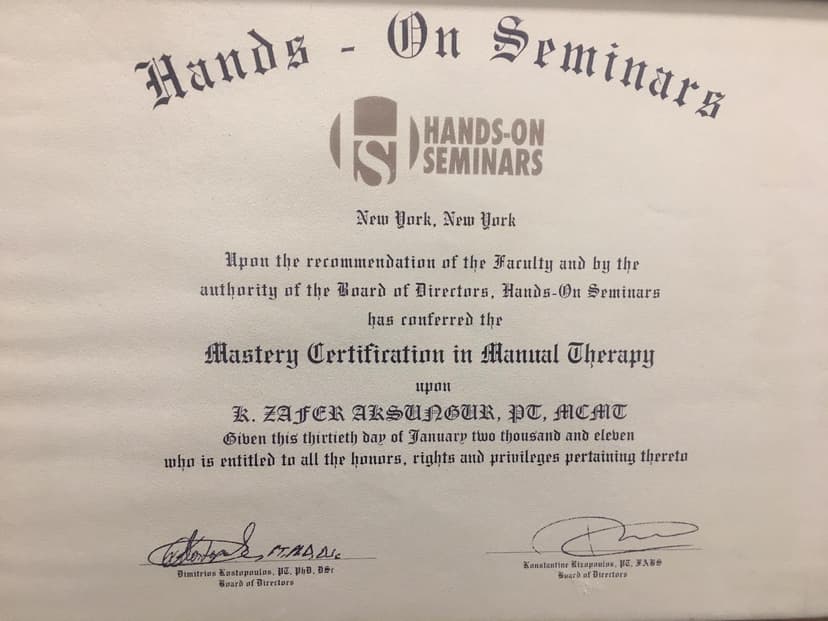 Hands - On Seminars
HS
HANDS-ON
SEMINARS
New York, New York
Upon the recommendation of the Faculty and by the
authority of the Board of Directors, Hands-On Seminars
has conferred the
Mastery Certification in Manual Therapy
upon
K. ZAFER AKSUNGUR, PT, MCMT
Given this thirtieth day of January two thousand and eleven
who is entitled to all the honors, rights and privileges pertaining thereto
Dimitrios Kostopoulos, PT, PhD, DSc
Board of Directors
Konstantine Rizopoulos, PT, FABS
Board of Directors